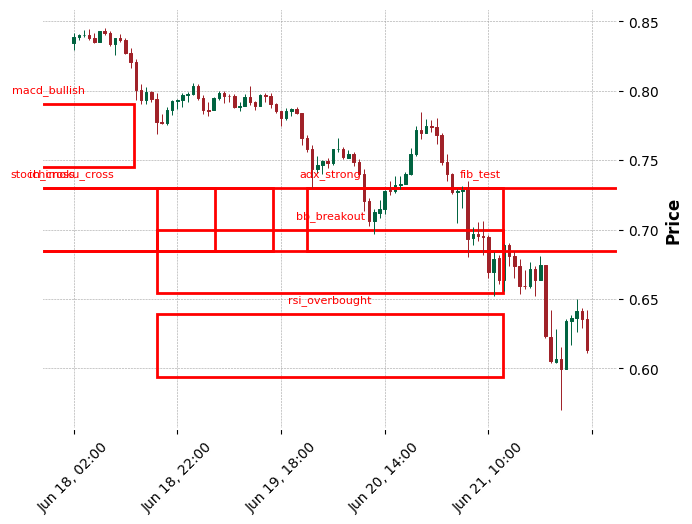 0.85
macd_bullish
0.80
0.75
stoch_cross
ichimoku_cross
adx_strong
fib_test
bb_breakout
0.70
rsi_overbought
0.65
0.60
Price
Jun 18, 02:00
Jun 18, 22:00
Jun 19, 18:00
Jun 20, 14:00
Jun 21, 10:00